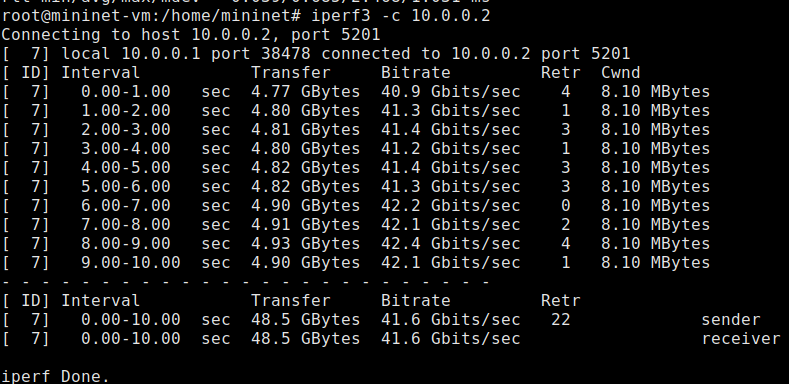 root@mininet-vm:/home/mininet# iperf3 -c 10.0.0.2
Connecting to host 10.0.0.2, port 5201
[  7] local 10.0.0.1 port 38478 connected to 10.0.0.2 port 5201
[ ID] Interval           Transfer     Bitrate         Retr  Cwnd
[  7]   0.00-1.00   sec  4.77 GBytes  40.9 Gbits/sec    4   8.10 MBytes
[  7]   1.00-2.00   sec  4.80 GBytes  41.3 Gbits/sec    1   8.10 MBytes
[  7]   2.00-3.00   sec  4.81 GBytes  41.4 Gbits/sec    3   8.10 MBytes
[  7]   3.00-4.00   sec  4.80 GBytes  41.2 Gbits/sec    1   8.10 MBytes
[  7]   4.00-5.00   sec  4.82 GBytes  41.4 Gbits/sec    3   8.10 MBytes
[  7]   5.00-6.00   sec  4.82 GBytes  41.3 Gbits/sec    3   8.10 MBytes
[  7]   6.00-7.00   sec  4.90 GBytes  42.2 Gbits/sec    0   8.10 MBytes
[  7]   7.00-8.00   sec  4.91 GBytes  42.1 Gbits/sec    2   8.10 MBytes
[  7]   8.00-9.00   sec  4.93 GBytes  42.4 Gbits/sec    4   8.10 MBytes
[  7]   9.00-10.00  sec  4.90 GBytes  42.1 Gbits/sec    1   8.10 MBytes
- - - - - - - - - - - - - - - - - - - - - - - - -
[ ID] Interval           Transfer     Bitrate         Retr
[  7]   0.00-10.00  sec  48.5 GBytes  41.6 Gbits/sec   22             sender
[  7]   0.00-10.00  sec  48.5 GBytes  41.6 Gbits/sec                  receiver

iperf Done.